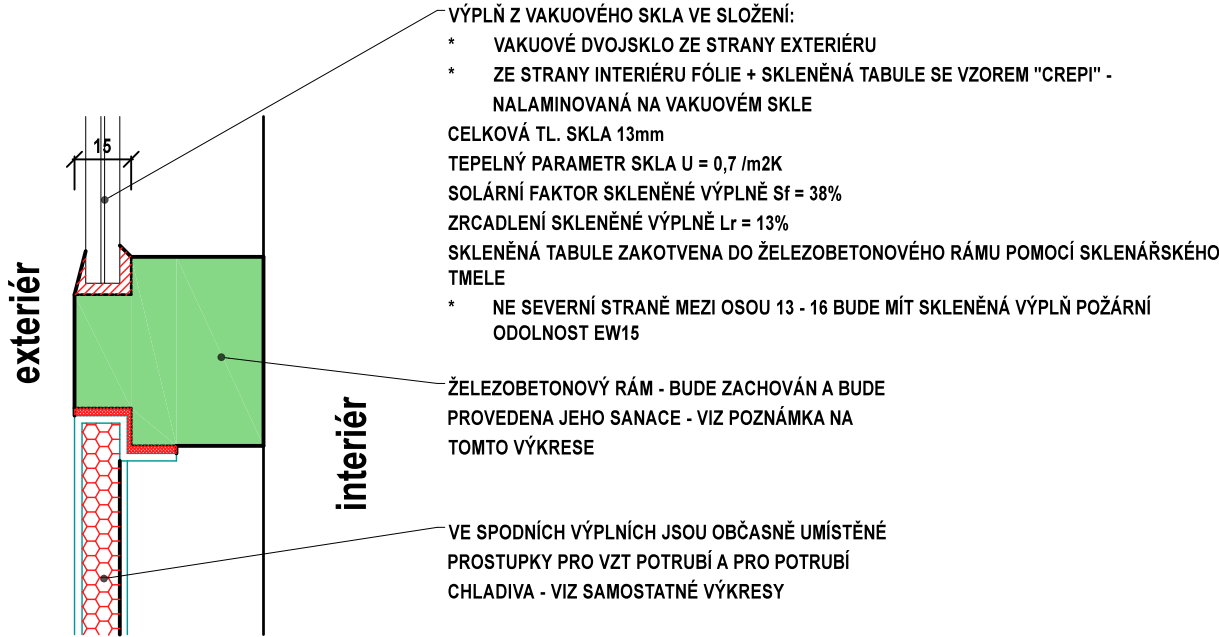 VÝPLŇ Z VAKUOVÉHO SKLA VE SLOŽENÍ:
* VAKUOVÉ DVOJSKLO ZE STRANY EXTERIÉRU
* ZE STRANY INTERIÉRU FÓLIE + SKLENĚNÁ TABULE SE VZOREM "CREPI" -
NALAMINOVANÁ NA VAKUOVÉM SKLE
CELKOVÁ TL. SKLA 13mm
TEPELNÝ PARAMETR SKLA U = 0,7 /m2K
SOLÁRNÍ FAKTOR SKLENĚNÉ VÝPLNĚ Sf = 38%
ZRCADLENÍ SKLENĚNÉ VÝPLNĚ Lr = 13%
SKLENĚNÁ TABULE ZAKOTVENA DO ŽELEZOBETONOVÉHO RÁMU POMOCÍ SKLENÁŘSKÉHO
TMELE
* NE SEVERNÍ STRANĚ MEZI OSOU 13 - 16 BUDE MÍT SKLENĚNÁ VÝPLŇ POŽÁRNÍ
ODOLNOST EW15
15
exteriér
interiér
ŽELEZOBETONOVÝ RÁM - BUDE ZACHOVÁN A BUDE
PROVEDENA JEHO SANACE - VIZ POZNÁMKA NA
TOMTO VÝKRESE
VE SPODNÍCH VÝPLNÍCH JSOU OBČASNĚ UMÍSTĚNÉ
PROSTUPKY PRO VZT POTRUBÍ A PRO POTRUBÍ
CHLADIVA - VIZ SAMOSTATNÉ VÝKRESY